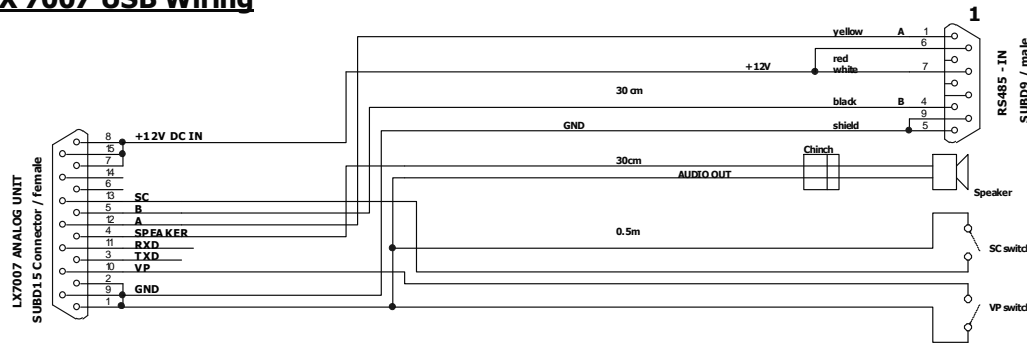 X 7007 USB Wiring
1
yellow A 1
6
red
+12V white 7
30 cm
black B 4
9
GND shield 5
RS485 - IN
SUBD9 / male
8 +12V DC IN
15
7
14
6
13 SC
5 B
12 A
4 SPEAKER
11 RXD
3 TXD
10 VP
2
9 GND
1
LX7007 ANALOG UNIT
SUBD15 Connector / female
30cm
AUDIO OUT
Chinch
Speaker
0.5m
SC switch
VP switch